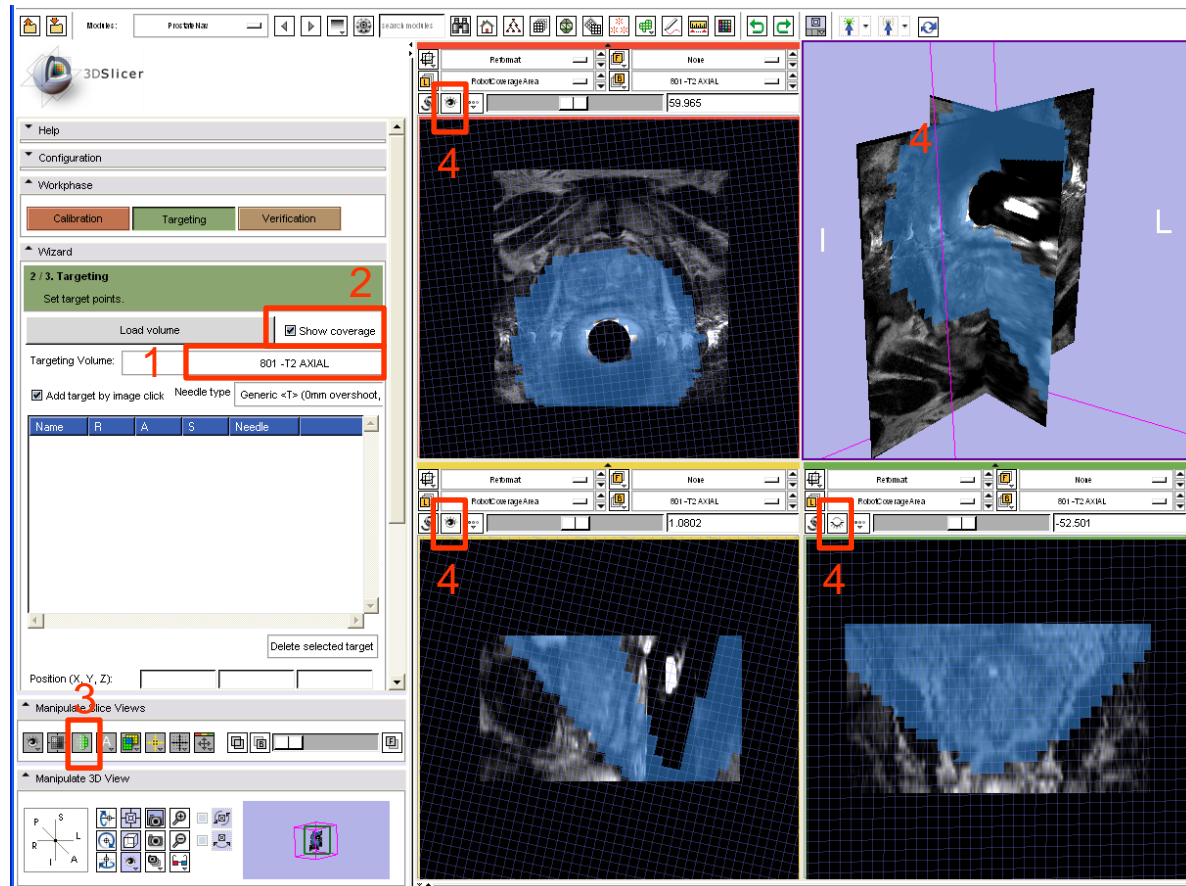 Modules:
Prostate Nav
search modules
3DSlicer
Help
Configuration
Workphase
Calibration
Targeting
Verification
Wizard
2 / 3. Targeting
Set target points.
2
Load volume
Show coverage
Targeting Volume:
1
801 -T2 AXIAL
Add target by image click
Needle type
Generic <T> (0mm overshoot,
Name R A S Needle
Delete selected target
Position (X, Y, Z):
3
Manipulate Slice Views
Manipulate 3D View
P S
R L
I A
Reformat
None
RobotCoverageArea
801 -T2 AXIAL
59.965
4
4
I
L
Reformat
None
RobotCoverageArea
801 -T2 AXIAL
1.0802
4
Reformat
None
RobotCoverageArea
801 -T2 AXIAL
-52.501
4